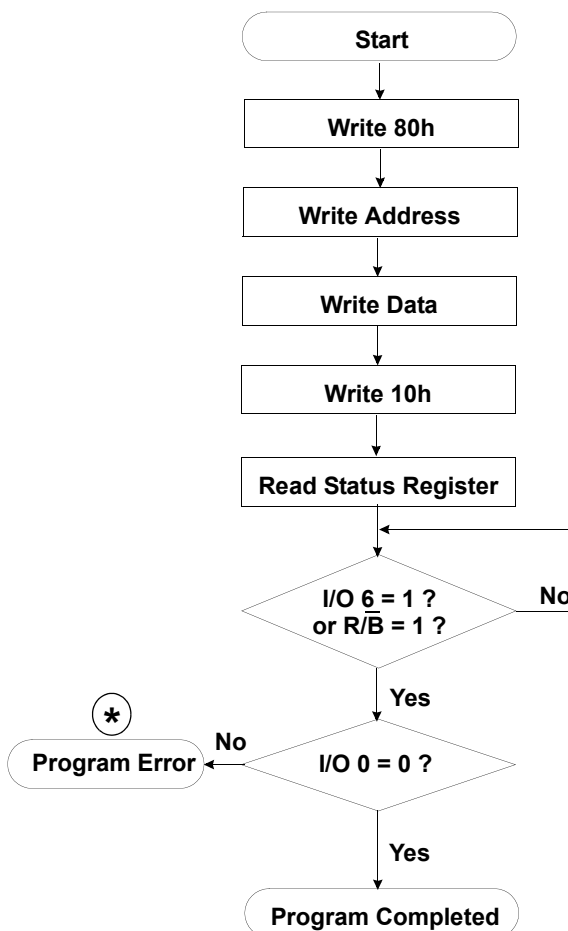 Start
Write 80h
Write Address
Write Data
Write 10h
Read Status Register
I/O 6 = 1 ?
or R/B̅ = 1 ?
No
Yes
*
No
Program Error
I/O 0 = 0 ?
Yes
Program Completed